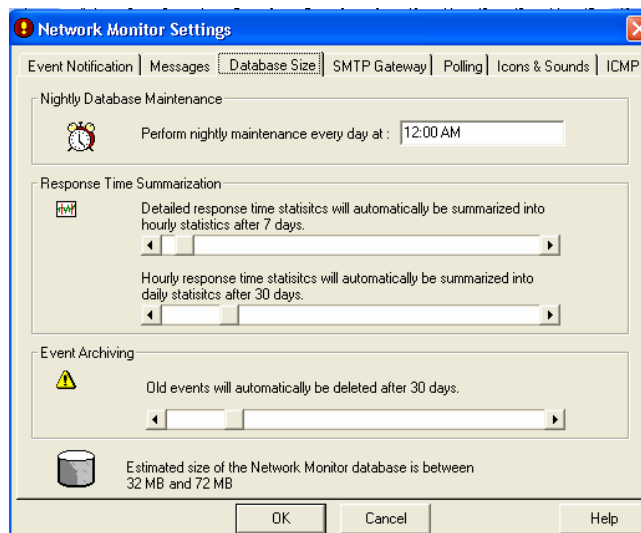 Network Monitor Settings
Event Notification Messages Database Size SMTP Gateway Polling Icons & Sounds ICMP
Nightly Database Maintenance
Perform nightly maintenance every day at : 12:00 AM
Response Time Summarization
Detailed response time statisitcs will automatically be summarized into
hourly statistics after 7 days.
Hourly response time statisitcs will automatically be summarized into
daily statisitcs after 30 days.
Event Archiving
Old events will automatically be deleted after 30 days.
Estimated size of the Network Monitor database is between
32 MB and 72 MB
OK Cancel Help